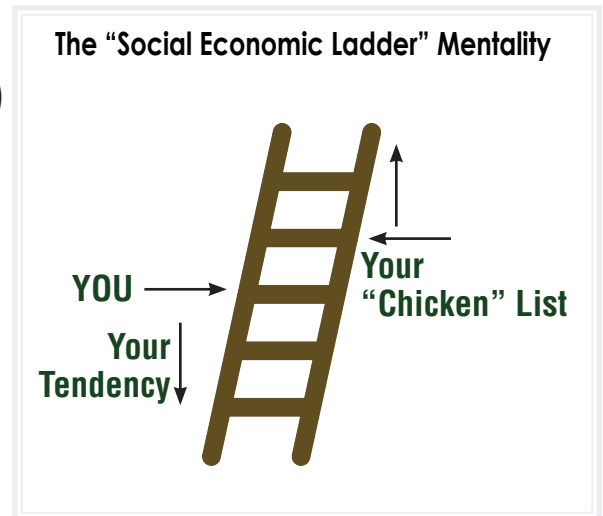 The “Social Economic Ladder” Mentality
YOU
Your
“Chicken” List
Your
Tendency